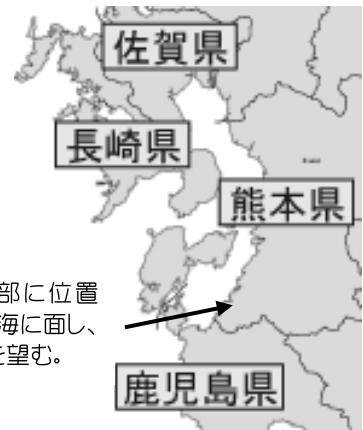 佐賀県
長崎県
熊本県
部に位置
海に面し、
を望む。
鹿児島県